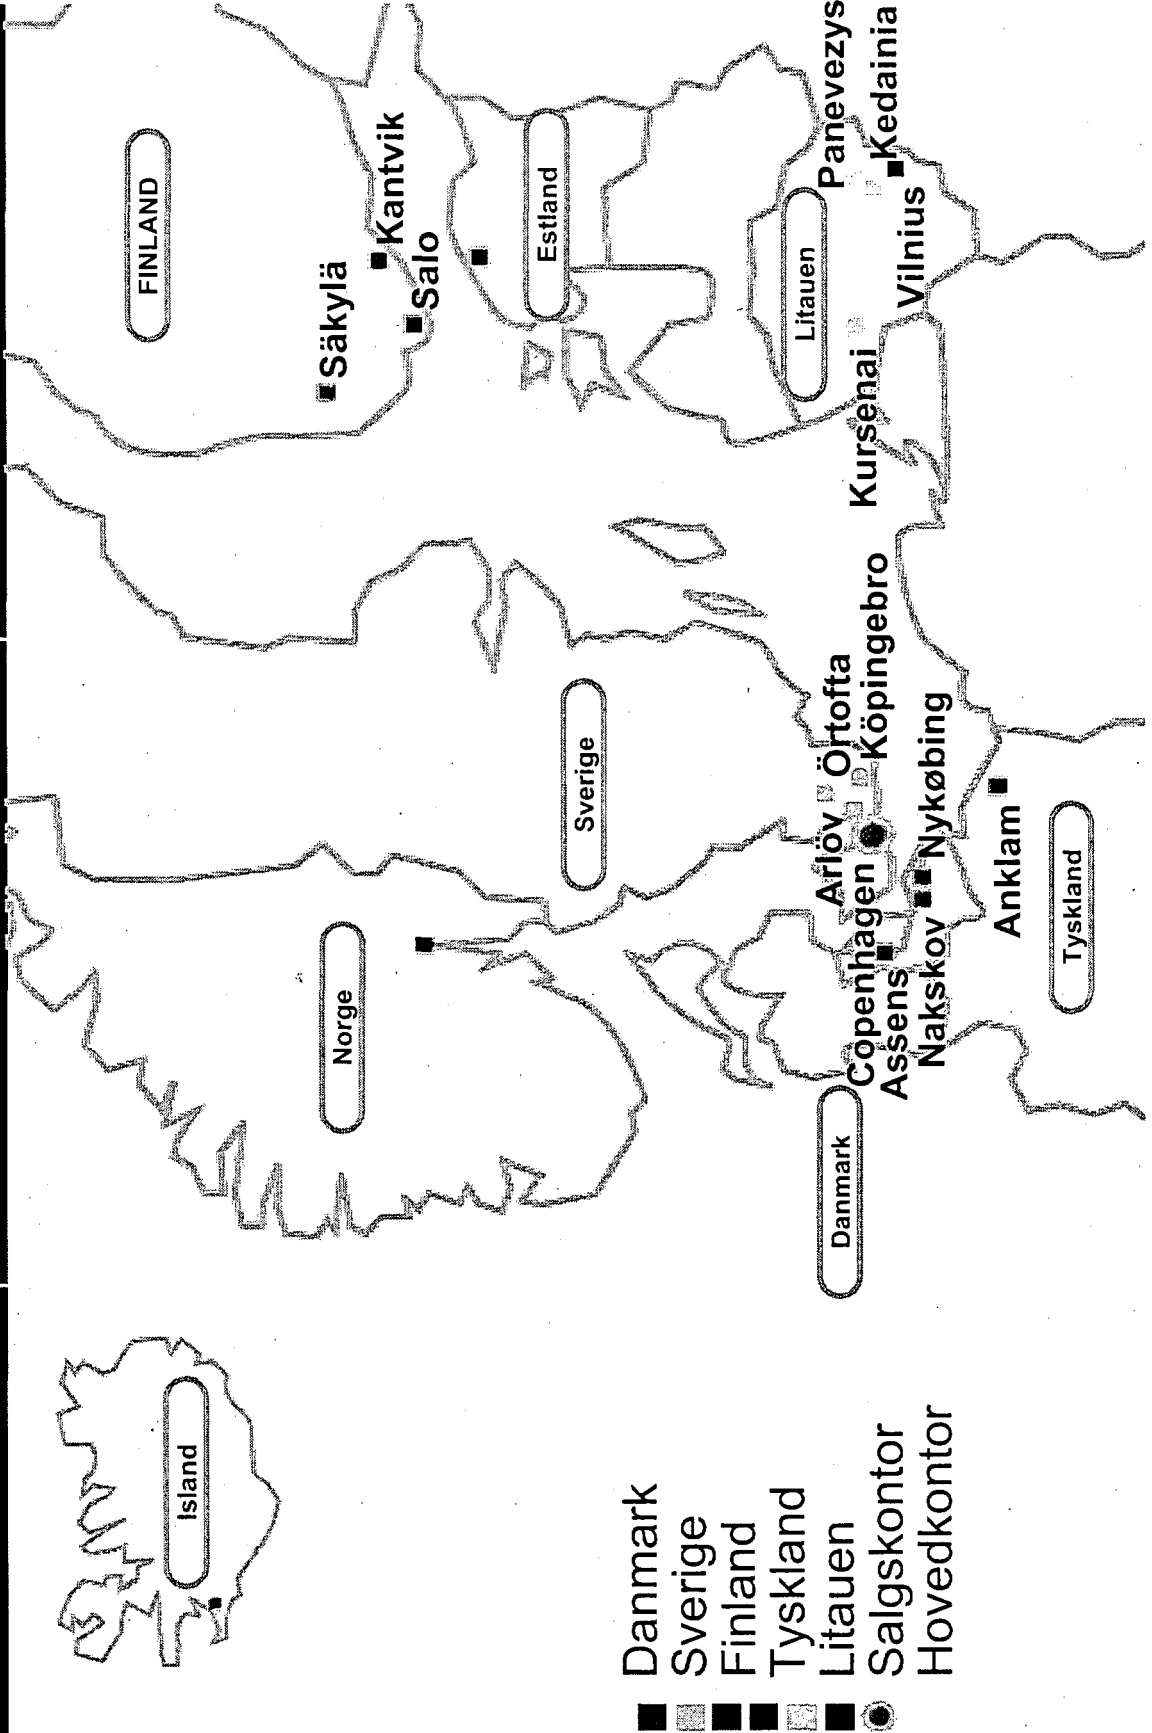 FINLAND
Säkylä
Kantvik
Salo
Estland
Litauen
Panevezys
Kedainia
Vilnius
Kursenai
Island
Norge
Sverige
Danmark
Arlöv
Örtofta
Köpingebro
Copenhagen
Assens
Nakskov
Nykøbing
Anklam
Tyskland
Danmark
Sverige
Finland
Tyskland
Litauen
Salgskontor
Hovedkontor